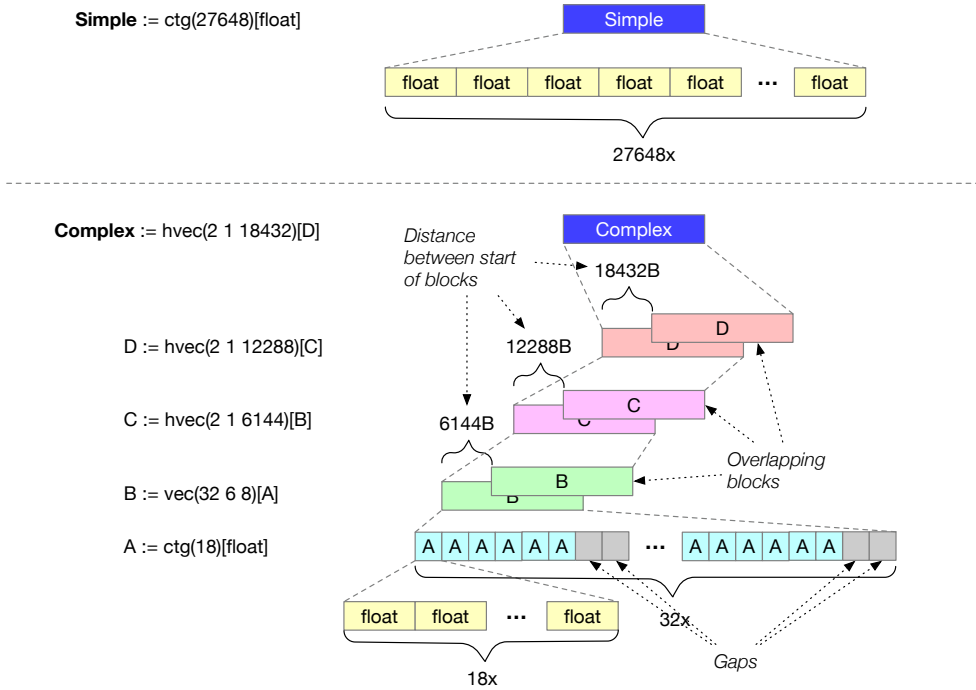 Simple := ctg(27648)[float]
Simple
float float float float float ... float
27648x
Complex := hvec(2 1 18432)[D]
Complex
Distance
between start
of blocks
18432B
D
D
D := hvec(2 1 12288)[C]
12288B
C
C
C := hvec(2 1 6144)[B]
6144B
Overlapping
blocks
B
B
B := vec(32 6 8)[A]
A := ctg(18)[float]
A A A A A A ... A A A A A A
32x
float float ... float
18x
Gaps